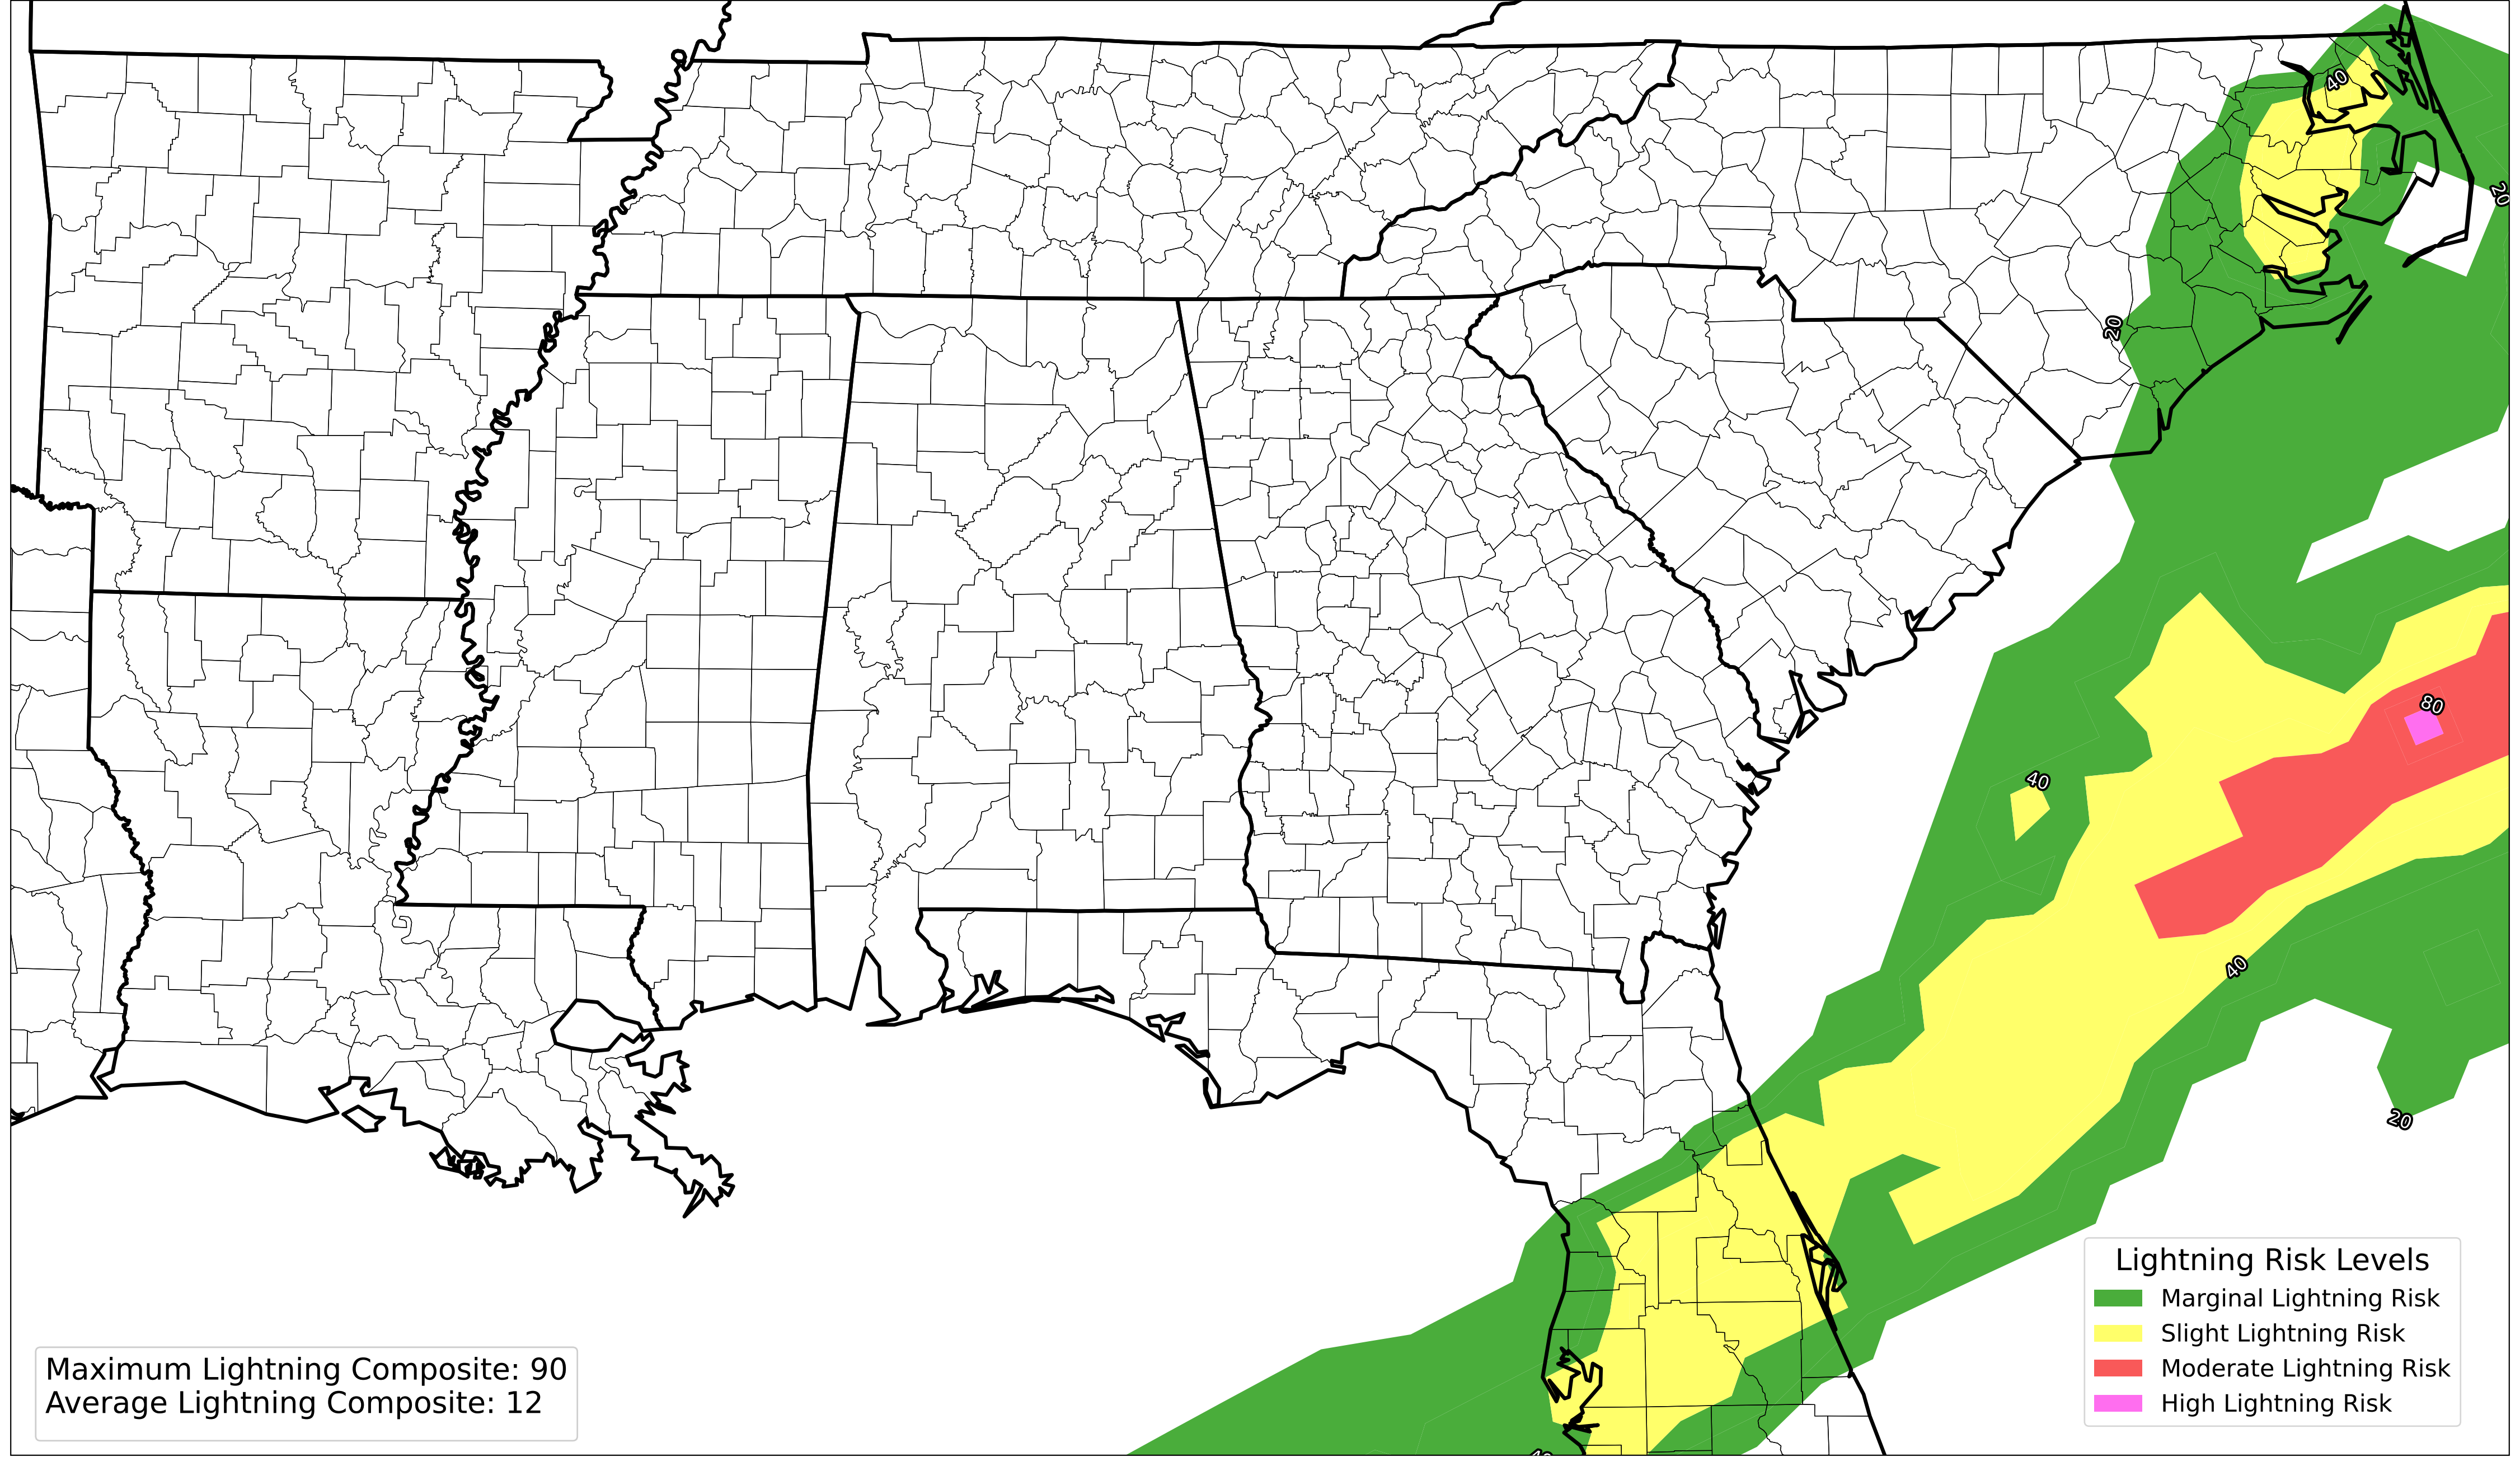 40
20
20
80
40
40
20
Lightning Risk Levels
Marginal Lightning Risk
Slight Lightning Risk
Moderate Lightning Risk
High Lightning Risk
Maximum Lightning Composite: 90
Average Lightning Composite: 12